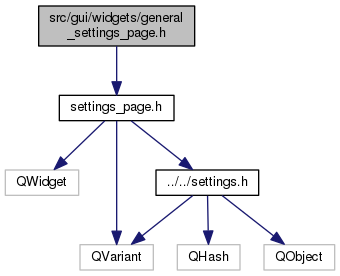 src/gui/widgets/general
_settings_page.h
settings_page.h
QWidget
../../settings.h
QVariant
QHash
QObject